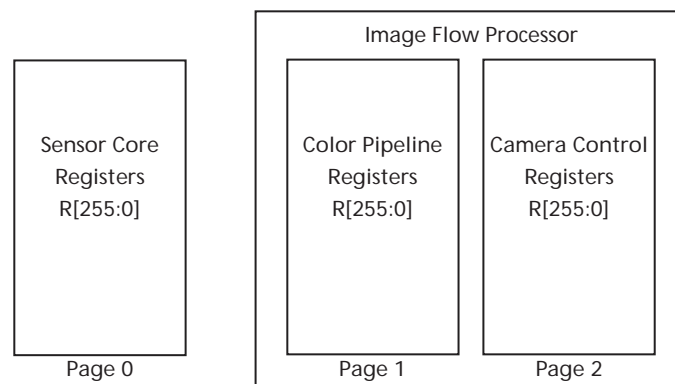 Image Flow Processor
Sensor Core
Registers
R[255:0]
Page 0
Color Pipeline
Registers
R[255:0]
Page 1
Camera Control
Registers
R[255:0]
Page 2